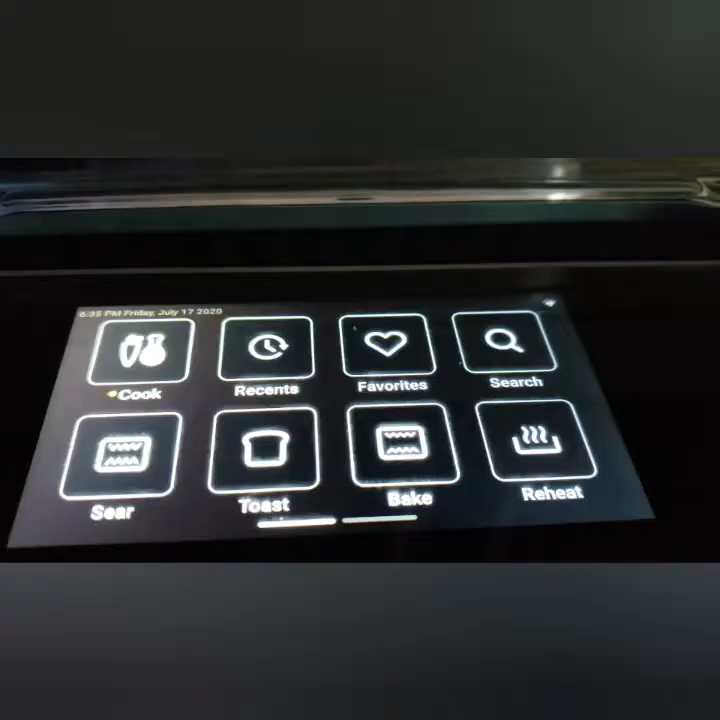 6:35 PM Friday, July 17 2020
Cook
Recents
Favorites
Search
Sear
Toast
Bake
Reheat